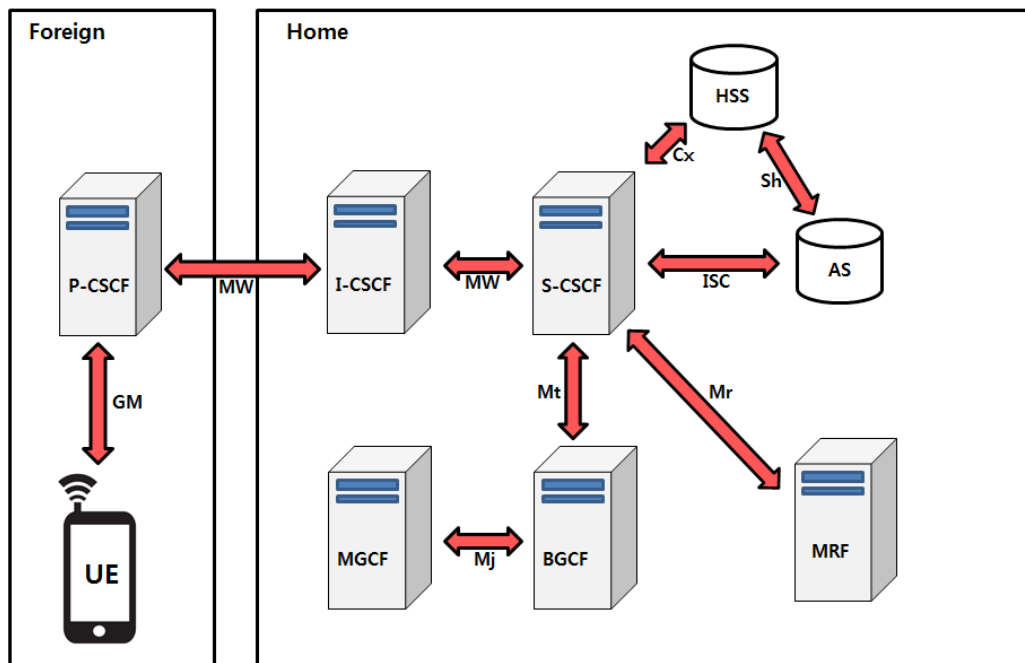 Foreign
Home
HSS
Cx
Sh
P-CSCF
MW
I-CSCF
MW
S-CSCF
ISC
AS
GM
Mt
Mr
UE
MGCF
Mj
BGCF
MRF